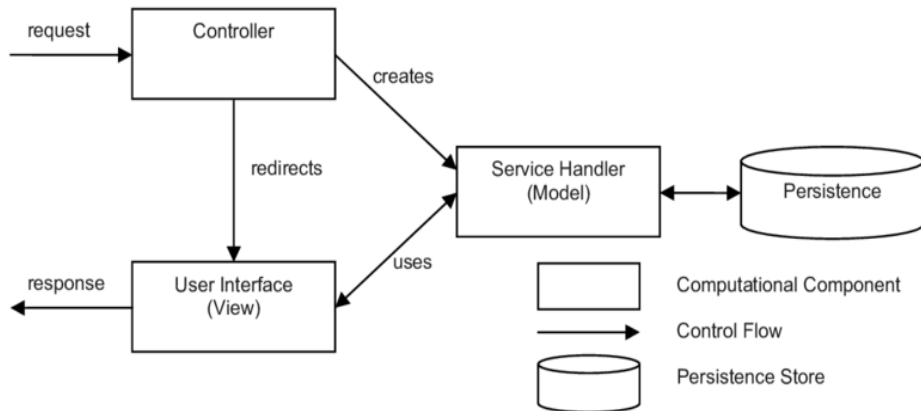 request
Controller
creates
redirects
Service Handler
(Model)
Persistence
response
User Interface
(View)
uses
Computational Component
Control Flow
Persistence Store